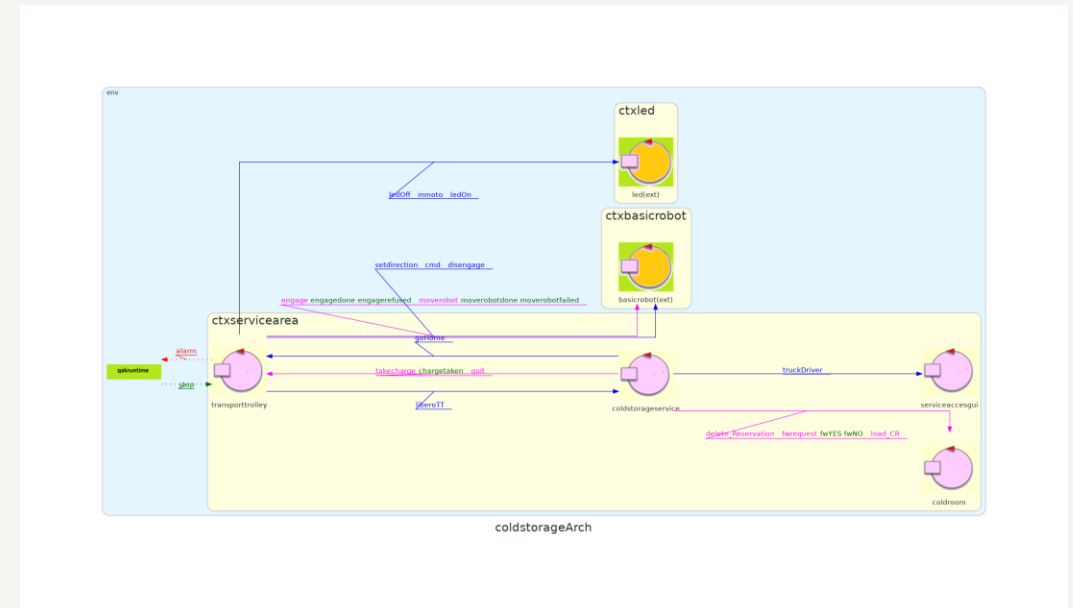 env
ctxled
led(ext)
ledOff inmoto ledOn
ctxbasicrobot
basicrobot(ext)
setdirection cmd disengage
engage engagedone engagerefused moverobot moverobotdone moverobotfailed
ctxservicearea
goHome
alarm
qakruntime
stop
takecharge chargetaken quit
truckDriver
transporttrolley
liberoTT
coldstorageservice
serviceaccesgui
delete_Reservation fwrequest fwYES fwNO load_CR
coldroom
coldstorageArch